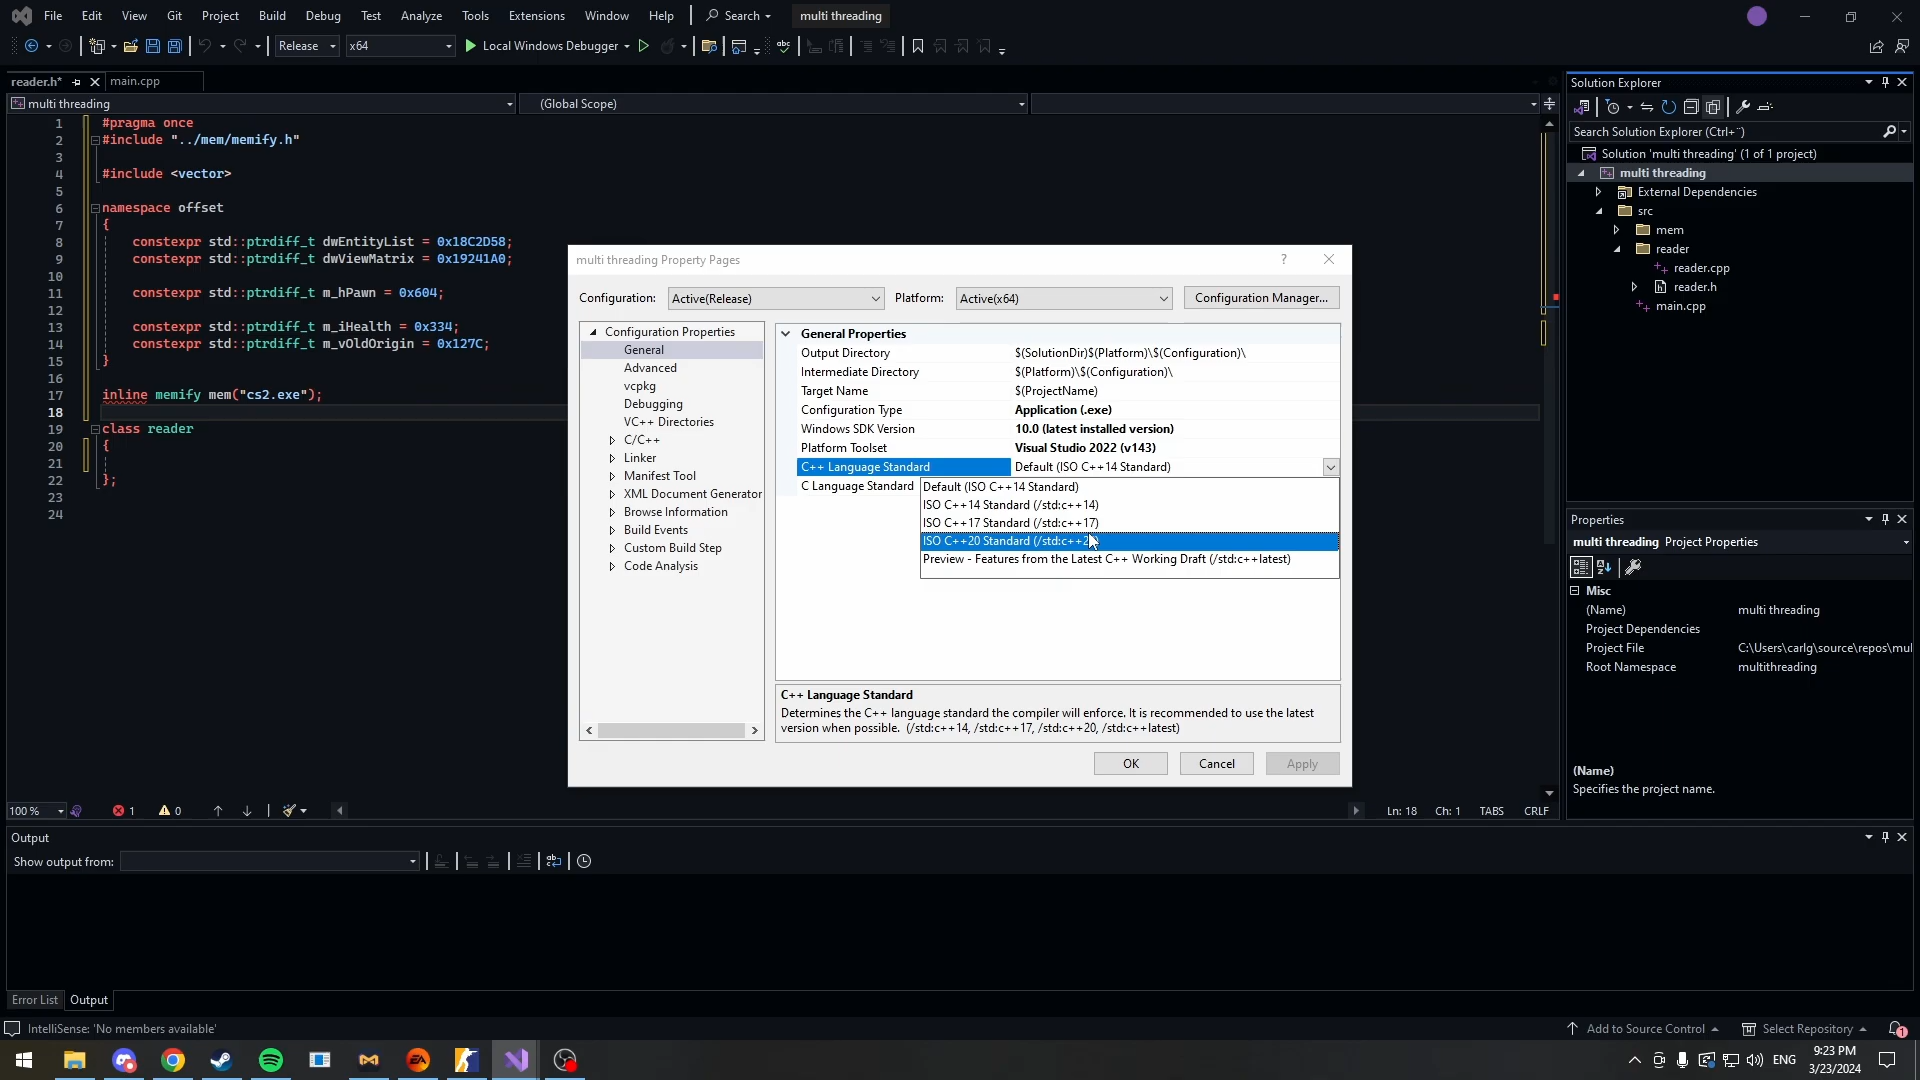 File Edit View Git Project Build Debug Test Analyze Tools Extensions Window Help Search multi threading
Release x64 Local Windows Debugger
reader.h* main.cpp
multi threading (Global Scope)
1 #pragma once
2 #include "../mem/memify.h"
3
4 #include <vector>
5
6 namespace offset
7 {
8 constexpr std::ptrdiff_t dwEntityList = 0x18C2D58;
9 constexpr std::ptrdiff_t dwViewMatrix = 0x19241A0;
10
11 constexpr std::ptrdiff_t m_hPawn = 0x604;
12
13 constexpr std::ptrdiff_t m_iHealth = 0x334;
14 constexpr std::ptrdiff_t m_vOldOrigin = 0x127C;
15 }
16
17 inline memify mem("cs2.exe");
18
19 class reader
20 {
21
22 };
23
24
multi threading Property Pages ?
Configuration: Active(Release) Platform: Active(x64) Configuration Manager...
Configuration Properties
General
Advanced
vcpkg
Debugging
VC++ Directories
C/C++
Linker
Manifest Tool
XML Document Generator
Browse Information
Build Events
Custom Build Step
Code Analysis
General Properties
Output Directory $(SolutionDir)$(Platform)\$(Configuration)\
Intermediate Directory $(Platform)\$(Configuration)\
Target Name $(ProjectName)
Configuration Type Application (.exe)
Windows SDK Version 10.0 (latest installed version)
Platform Toolset Visual Studio 2022 (v143)
C++ Language Standard Default (ISO C++14 Standard)
C Language Standard Default (ISO C++14 Standard)
ISO C++14 Standard (/std:c++14)
ISO C++17 Standard (/std:c++17)
ISO C++20 Standard (/std:c++2
Preview - Features from the Latest C++ Working Draft (/std:c++latest)
C++ Language Standard
Determines the C++ language standard the compiler will enforce. It is recommended to use the latest
version when possible. (/std:c++14, /std:c++17, /std:c++20, /std:c++latest)
OK Cancel Apply
Solution Explorer
Search Solution Explorer (Ctrl+¨)
Solution 'multi threading' (1 of 1 project)
multi threading
External Dependencies
src
mem
reader
reader.cpp
reader.h
main.cpp
Properties
multi threading Project Properties
Misc
(Name) multi threading
Project Dependencies
Project File C:\Users\carlg\source\repos\mul
Root Namespace multithreading
(Name)
Specifies the project name.
100 % 1 0 Ln: 18 Ch: 1 TABS CRLF
Output
Show output from:
Error List Output
IntelliSense: 'No members available' Add to Source Control Select Repository 1
ENG 9:23 PM
3/23/2024